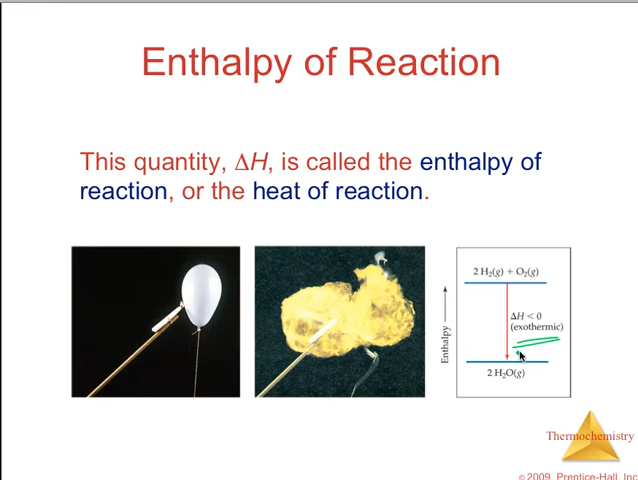 Enthalpy of Reaction
This quantity, ΔH, is called the enthalpy of
reaction, or the heat of reaction.
2 H₂(g) + O₂(g)
ΔH < 0
(exothermic)
Enthalpy
2 H₂O(g)
Thermochemistry
© 2009, Prentice-Hall, Inc